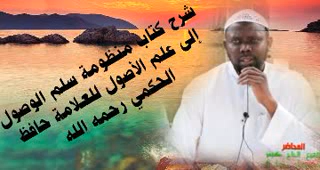 شرح كتاب منظومة سلم الوصول
إلى علم الأصول للعلامة حافظ
الحكمي رحمه الله
المحاضر